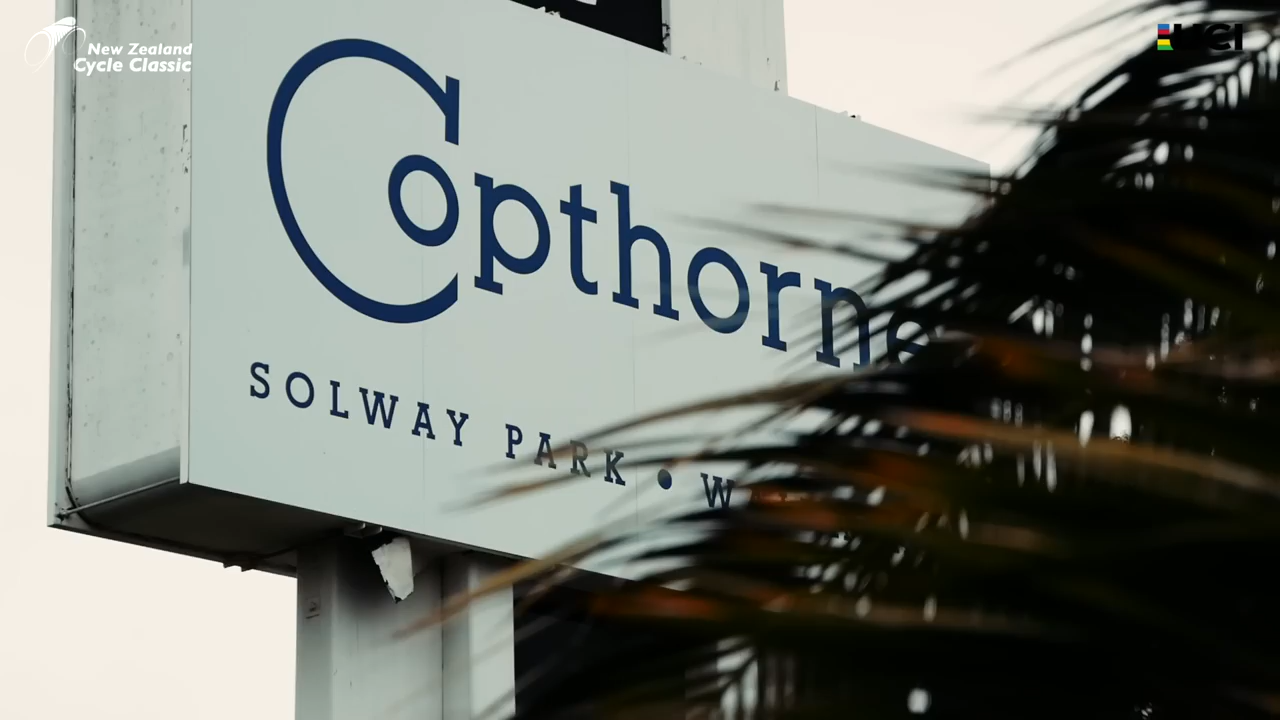 New Zealand
Cycle Classic
UCI
Copthorne
SOLWAY PARK •